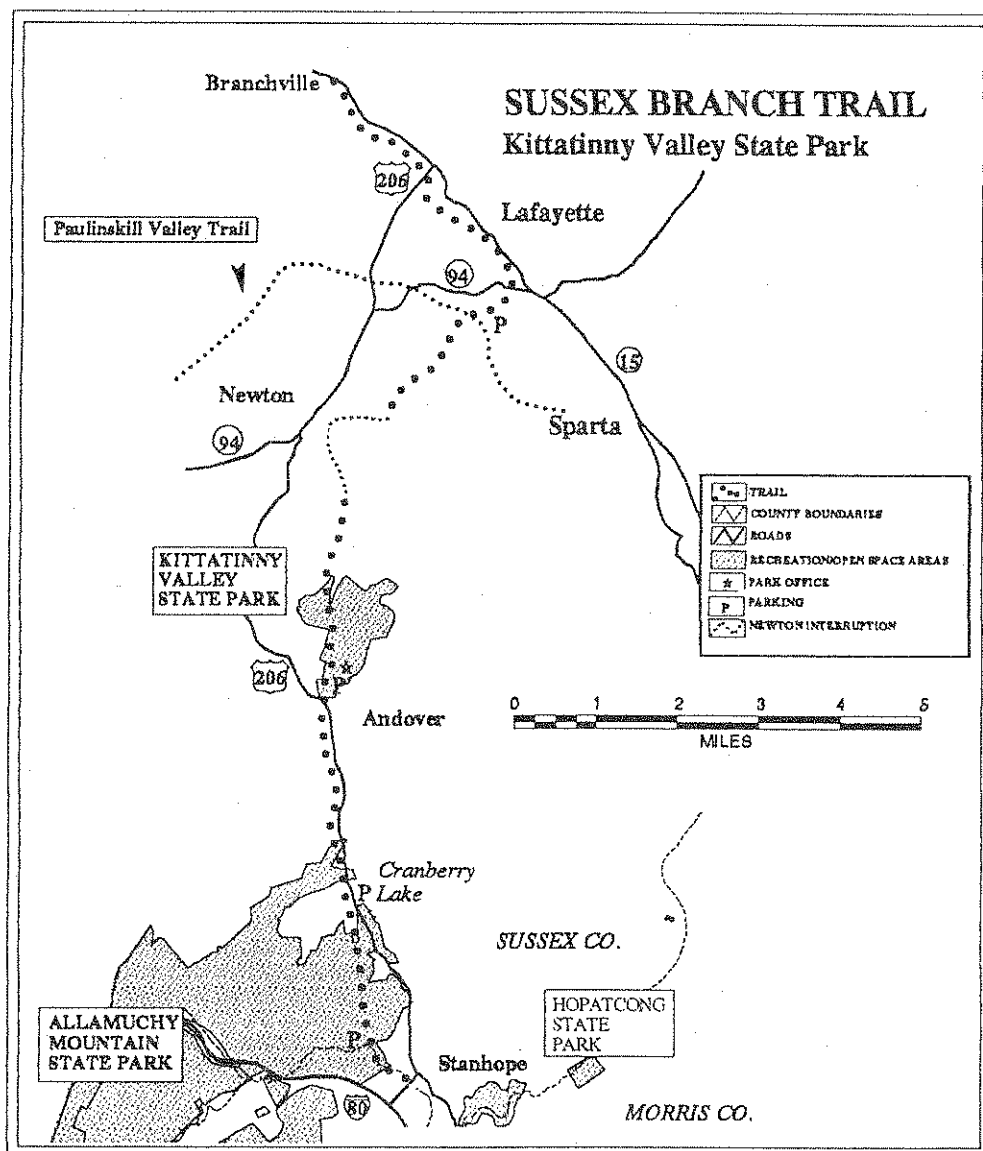 SUSSEX BRANCH TRAIL
Kittatinny Valley State Park
Branchville
206
Lafayette
Paulinskill Valley Trail
94
P
15
Newton
Sparta
94
TRAIL
COUNTY BOUNDARIES
ROADS
RECREATION/OPEN SPACE AREAS
PARK OFFICE
P PARKING
NEWTON INTERRUPTION
KITTATINNY
VALLEY
STATE PARK
206
P
Andover
0 1 2 3 4 5
MILES
Cranberry
P Lake
SUSSEX CO.
HOPATCONG
STATE
PARK
ALLAMUCHY
MOUNTAIN
STATE PARK
P
Stanhope
80
MORRIS CO.